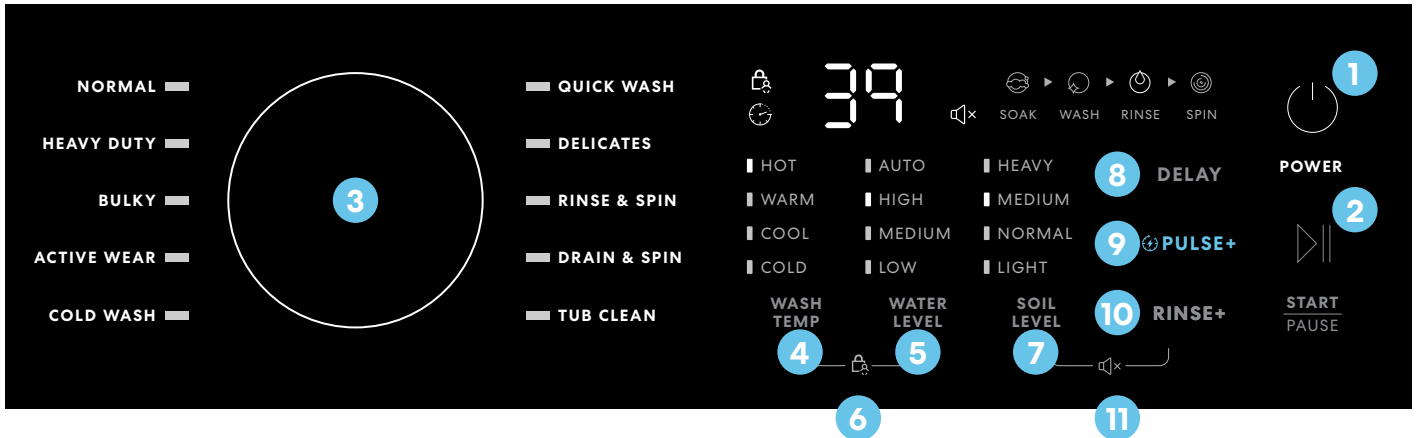 NORMAL
HEAVY DUTY
BULKY
ACTIVE WEAR
COLD WASH
3
QUICK WASH
DELICATES
RINSE & SPIN
DRAIN & SPIN
TUB CLEAN
39
SOAK WASH RINSE SPIN
HOT AUTO HEAVY
WARM HIGH MEDIUM
COOL MEDIUM NORMAL
COLD LOW LIGHT
WASH TEMP
WATER LEVEL
SOIL LEVEL
4
5
7
6
11
8 DELAY
9 PULSE+
10 RINSE+
1
POWER
2
START
PAUSE